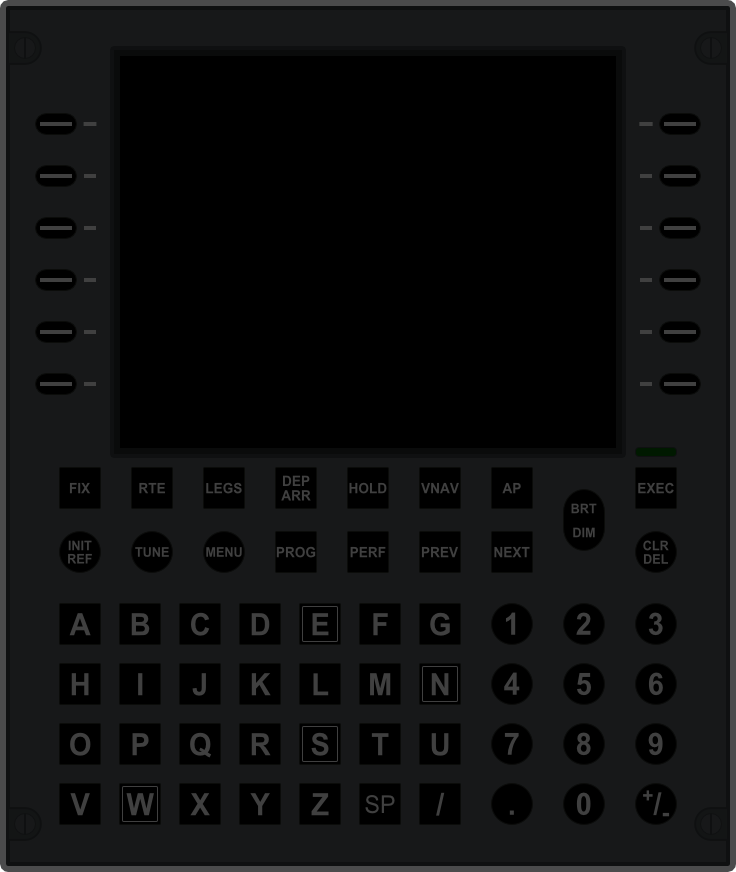 FIX RTE LEGS DEP ARR HOLD VNAV AP EXEC
BRT
DIM
INIT REF TUNE MENU PROG PERF PREV NEXT CLR DEL
A B C D E F G 1 2 3
H I J K L M N 4 5 6
O P Q R S T U 7 8 9
V W X Y Z SP / . 0 +/-